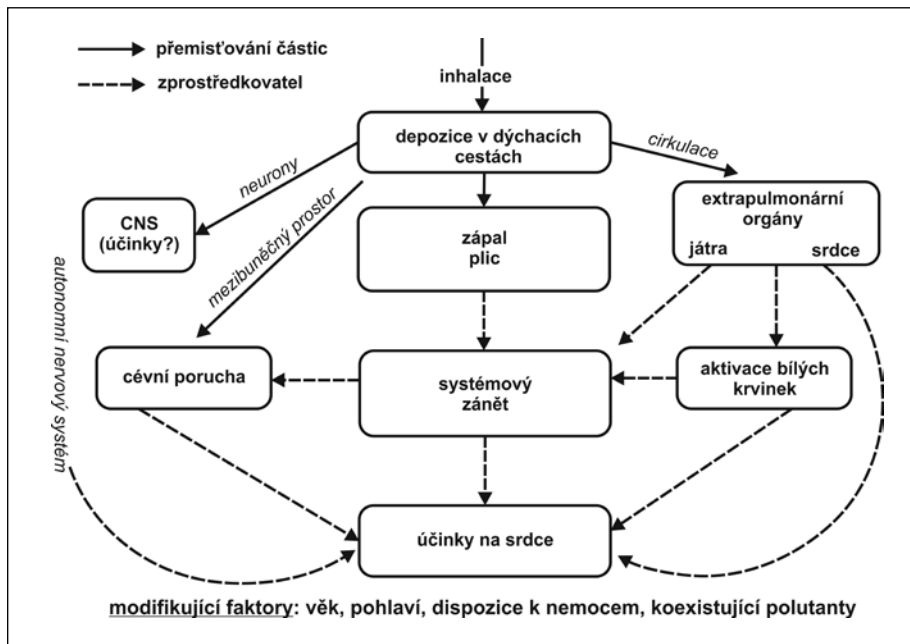 přemisťování částic
zprostředkovatel
inhalace
depozice v dýchacích
cestách
cirkulace
neurony
mezibuněčný prostor
CNS
(účinky?)
zápal
plic
extrapulmonární
orgány
játra srdce
autonomní nervový systém
cévní porucha
systémový
zánět
aktivace bílých
krvinek
účinky na srdce
modifikující faktory: věk, pohlaví, dispozice k nemocem, koexistující polutanty